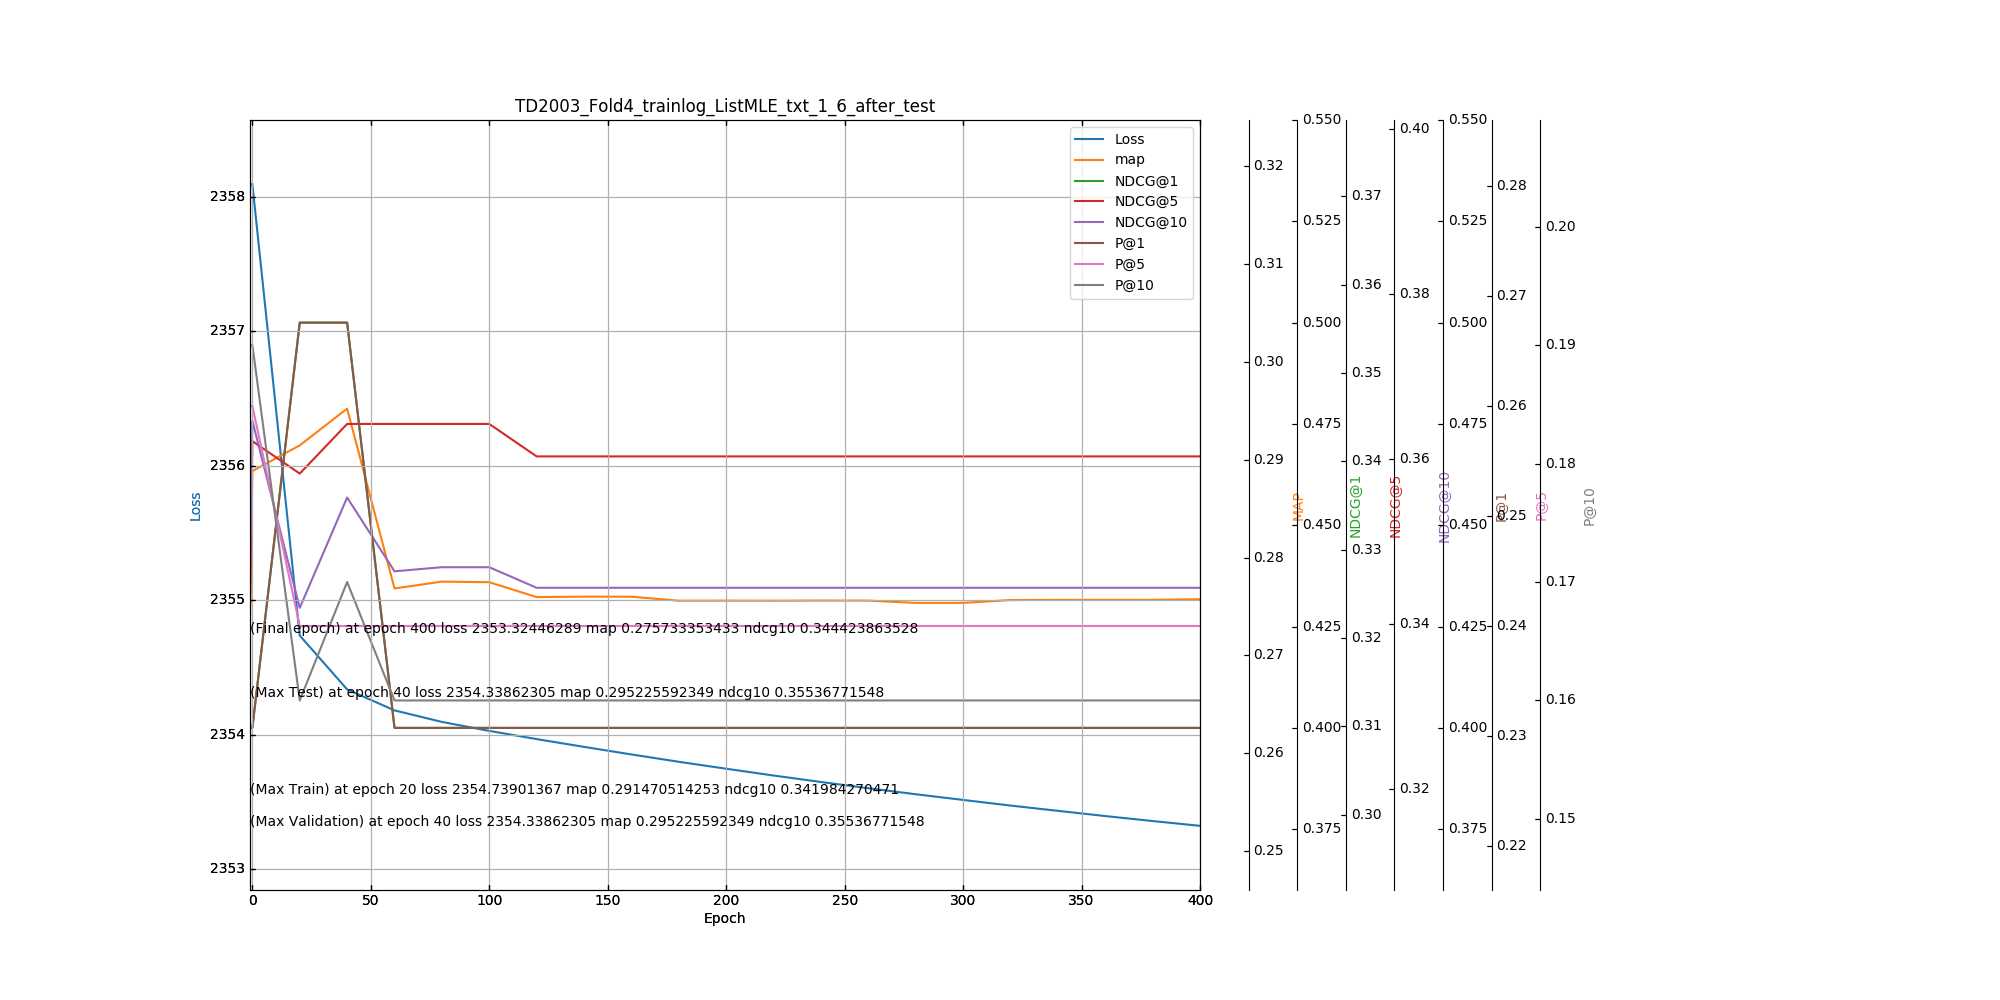 TD2003_Fold4_trainlog_ListMLE_txt_1_6_after_test
Loss
map
NDCG@1
NDCG@5
NDCG@10
P@1
P@5
P@10
2358
2357
2356
2355
2354
2353
Loss
(Final epoch) at epoch 400 loss 2353.32446289 map 0.275733353433 ndcg10 0.344423863528
(Max Test) at epoch 40 loss 2354.33862305 map 0.295225592349 ndcg10 0.35536771548
(Max Train) at epoch 20 loss 2354.73901367 map 0.291470514253 ndcg10 0.341984270471
(Max Validation) at epoch 40 loss 2354.33862305 map 0.295225592349 ndcg10 0.35536771548
0 50 100 150 200 250 300 350 400
Epoch
0.32
0.31
0.30
0.29
0.28
0.27
0.26
0.25
MAP
0.550
0.525
0.500
0.475
0.450
0.425
0.400
0.375
NDCG@1
0.37
0.36
0.35
0.34
0.33
0.32
0.31
0.30
NDCG@5
0.40
0.38
0.36
0.34
0.32
NDCG@10
0.550
0.525
0.500
0.475
0.450
0.425
0.400
0.375
P@1
0.28
0.27
0.26
0.25
0.24
0.23
0.22
P@5
0.20
0.19
0.18
0.17
0.16
0.15
P@10